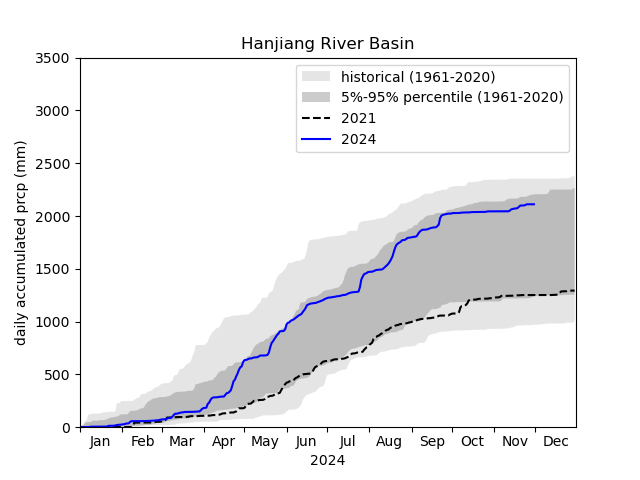 Hanjiang River Basin
daily accumulated prcp (mm)
3500
3000
2500
2000
1500
1000
500
0
historical (1961-2020)
5%-95% percentile (1961-2020)
2021
2024
Jan Feb Mar Apr May Jun Jul Aug Sep Oct Nov Dec
2024